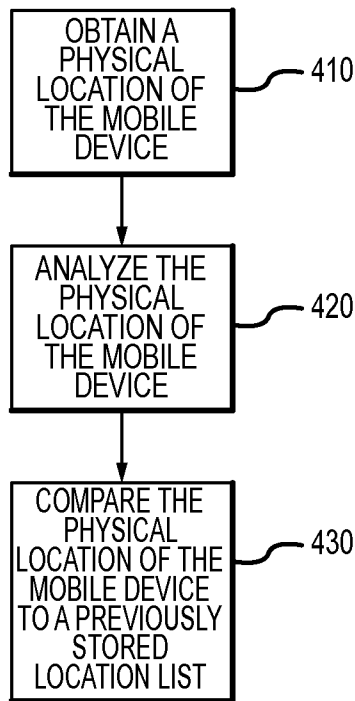 OBTAIN A
PHYSICAL
LOCATION OF
THE MOBILE
DEVICE
410
ANALYZE THE
PHYSICAL
LOCATION OF
THE MOBILE
DEVICE
420
COMPARE THE
PHYSICAL
LOCATION OF THE
MOBILE DEVICE
TO A PREVIOUSLY
STORED
LOCATION LIST
430